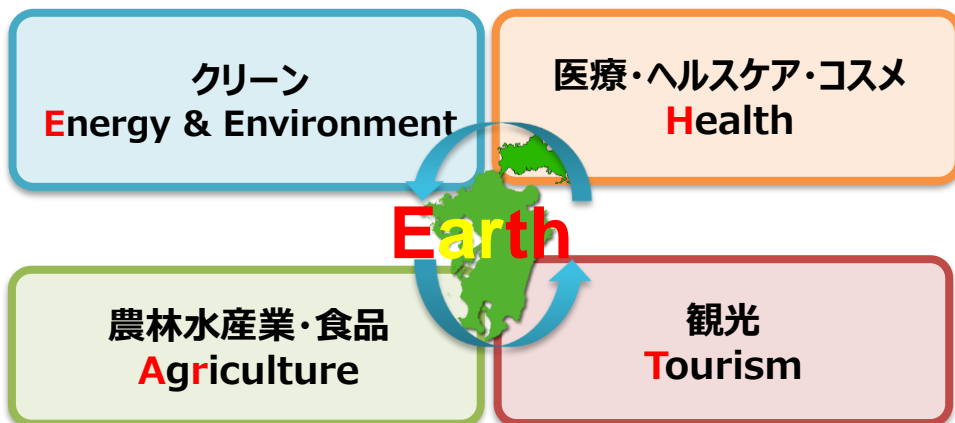 クリーン
Energy & Environment
医療・ヘルスケア・コスメ
Health
Earth
農林水産業・食品
Agriculture
観光
Tourism